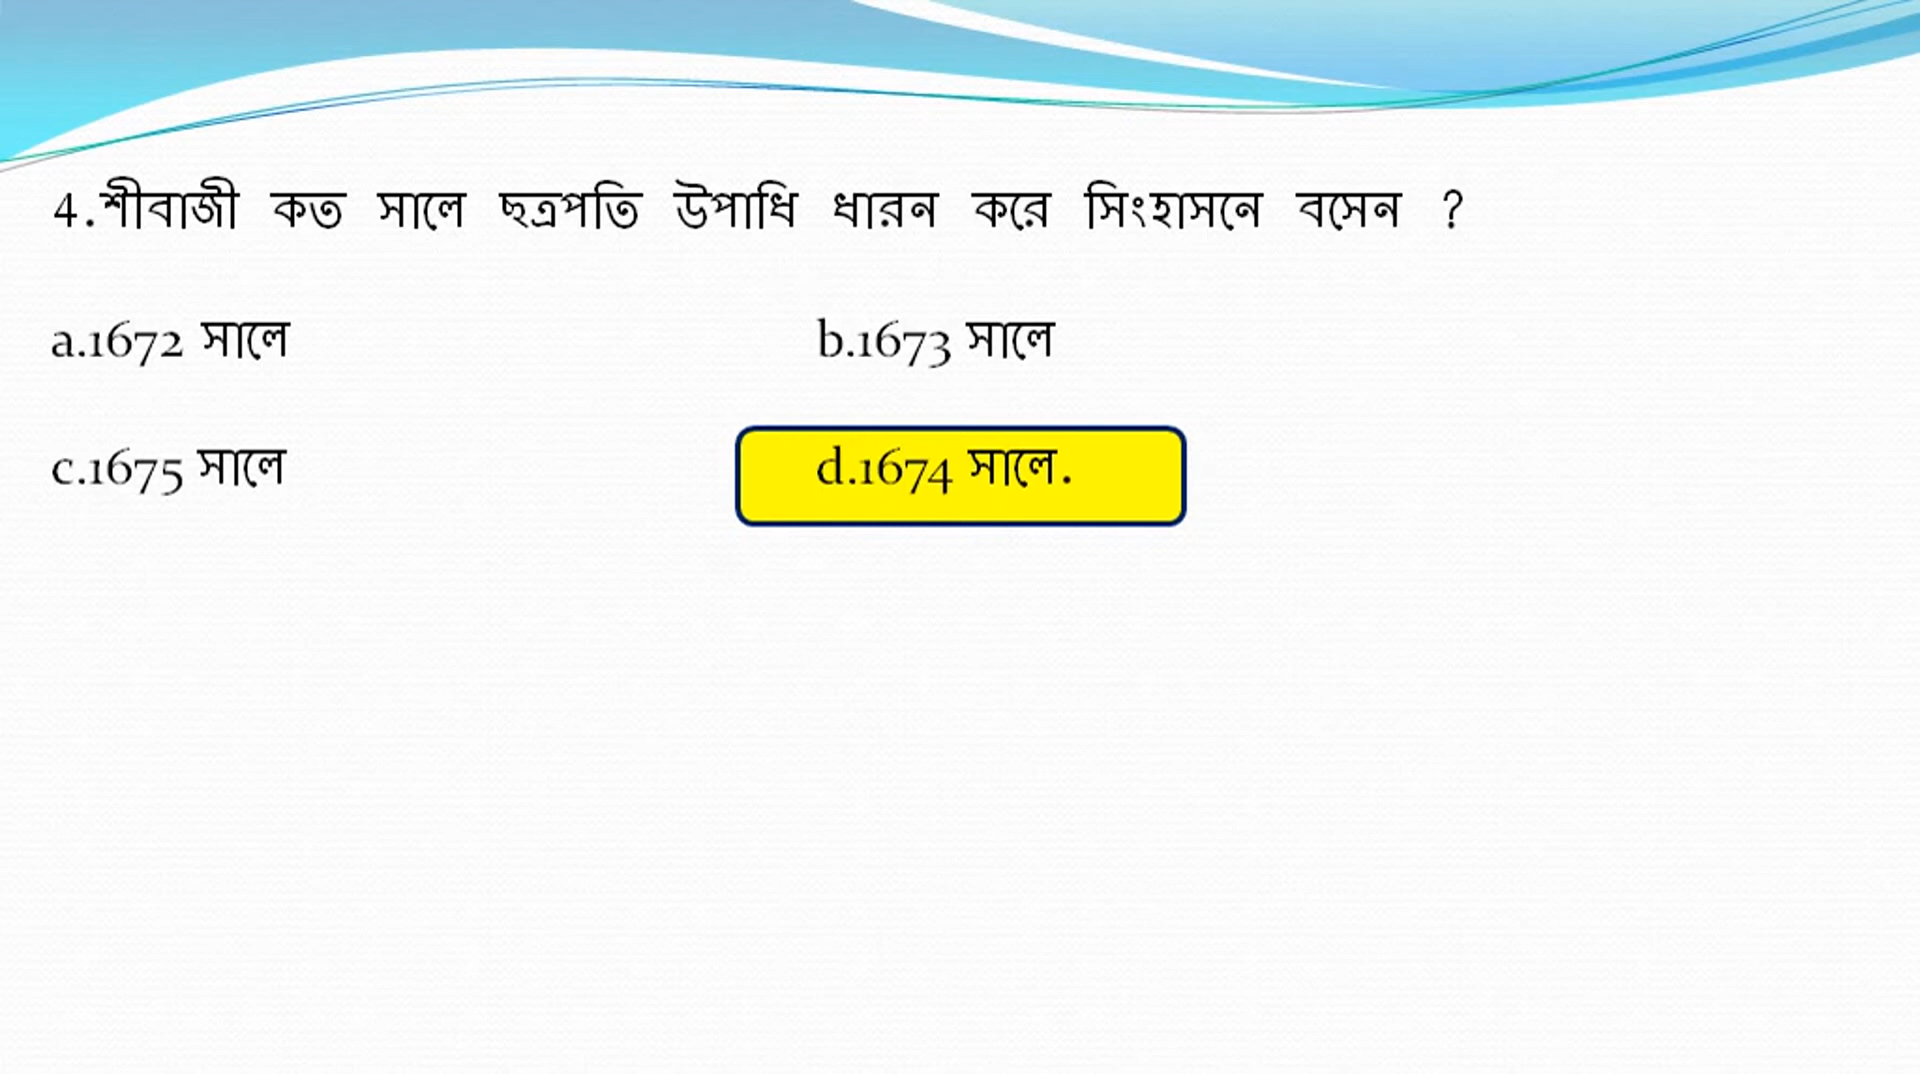 4.শীবাজী কত সালে ছত্রপতি উপাধি ধারন করে সিংহাসনে বসেন ?
a.1672 সালে b.1673 সালে
c.1675 সালে d.1674 সালে.